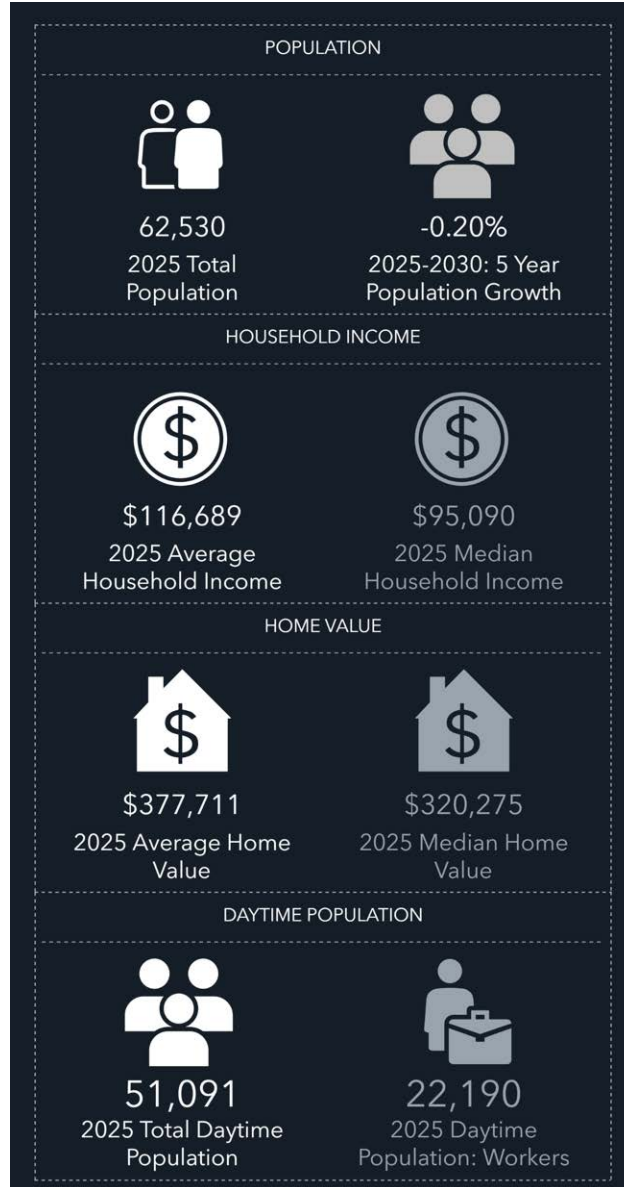 POPULATION
62,530
2025 Total
Population
-0.20%
2025-2030: 5 Year
Population Growth
HOUSEHOLD INCOME
$
$116,689
2025 Average
Household Income
$
$95,090
2025 Median
Household Income
HOME VALUE
$
$377,711
2025 Average Home
Value
$
$320,275
2025 Median Home
Value
DAYTIME POPULATION
51,091
2025 Total Daytime
Population
22,190
2025 Daytime
Population: Workers